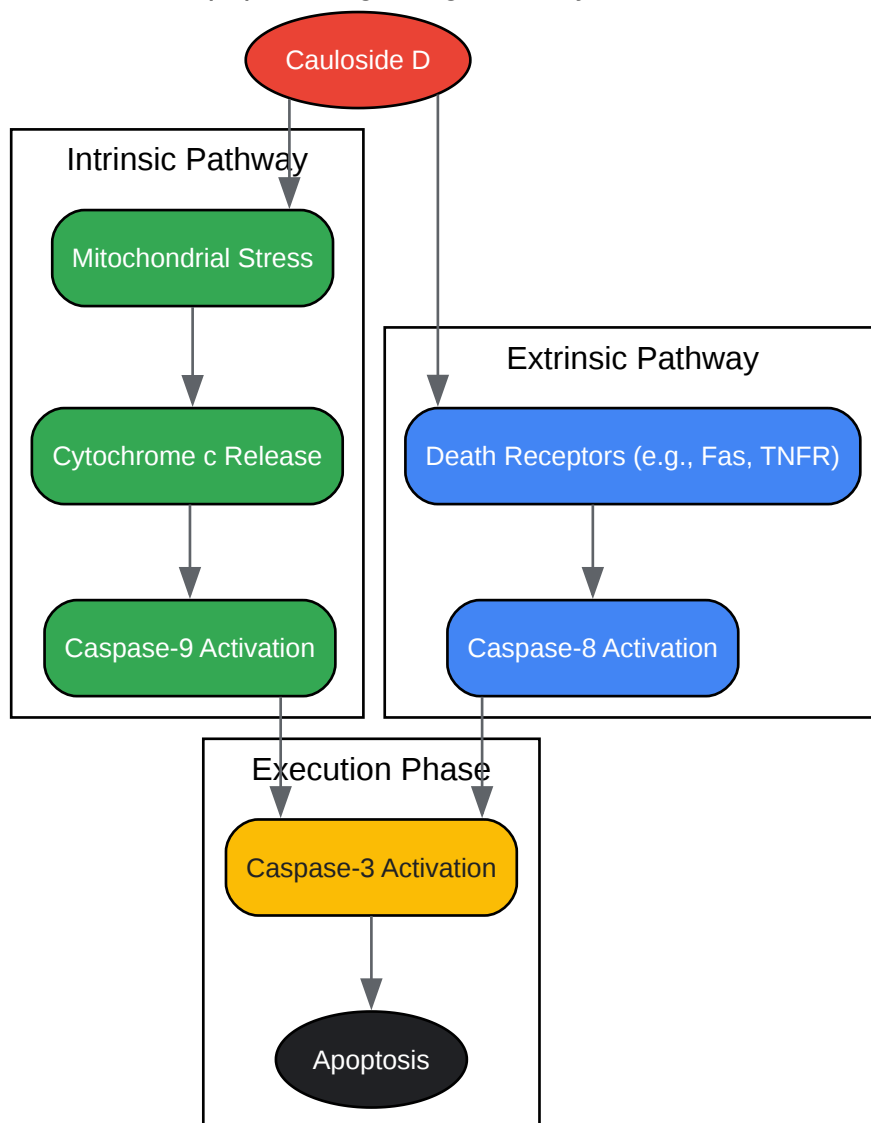 Cauloside D
Intrinsic Pathway
Mitochondrial Stress
Extrinsic Pathway
Cytochrome c Release
Death Receptors (e.g., Fas, TNFR)
Caspase-9 Activation
Caspase-8 Activation
Execution Phase
Caspase-3 Activation
Apoptosis